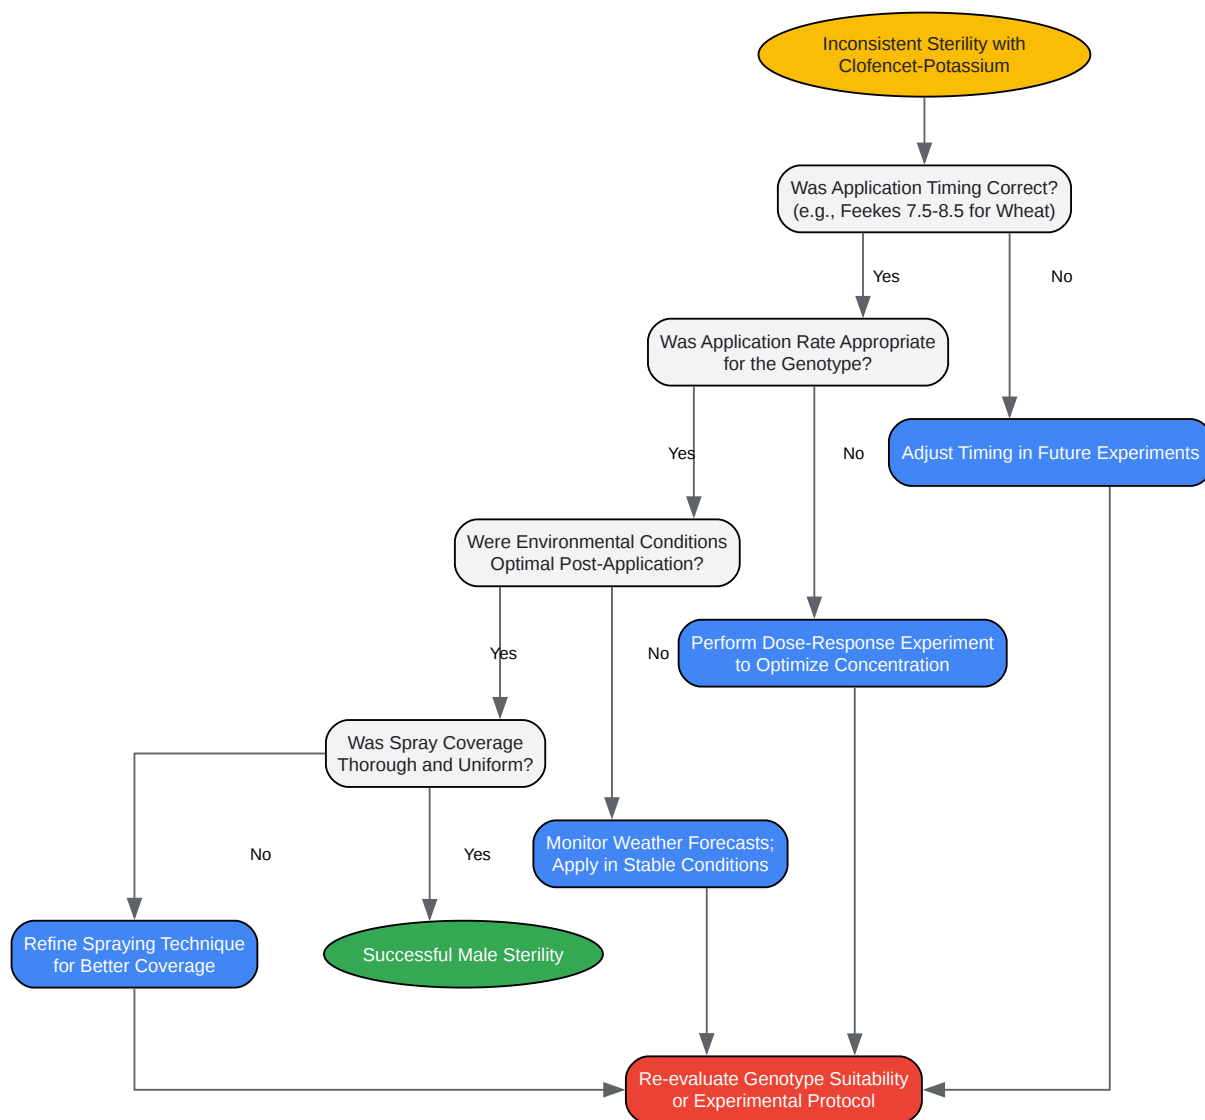 Inconsistent Sterility with
Clofencet-Potassium
Was Application Timing Correct?
(e.g., Feekes 7.5-8.5 for Wheat)
Yes
No
Was Application Rate Appropriate
for the Genotype?
Yes
No
Adjust Timing in Future Experiments
Were Environmental Conditions
Optimal Post-Application?
Yes
No
Perform Dose-Response Experiment
to Optimize Concentration
Was Spray Coverage
Thorough and Uniform?
No
Yes
Monitor Weather Forecasts;
Apply in Stable Conditions
Refine Spraying Technique
for Better Coverage
Successful Male Sterility
Re-evaluate Genotype Suitability
or Experimental Protocol